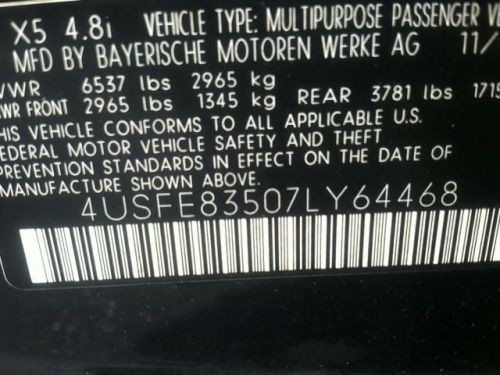 X5 4.8i VEHICLE TYPE: MULTIPURPOSE PASSENGER
MFD BY BAYERISCHE MOTOREN WERKE AG 11/
6537 lbs 2965 kg
FRONT 2965 lbs 1345 kg REAR 3781 lbs 1715
THIS VEHICLE CONFORMS TO ALL APPLICABLE U.S.
FEDERAL MOTOR VEHICLE SAFETY AND THEFT
PREVENTION STANDARDS IN EFFECT ON THE DATE OF
MANUFACTURE SHOWN ABOVE.
4USFE83507LY64468